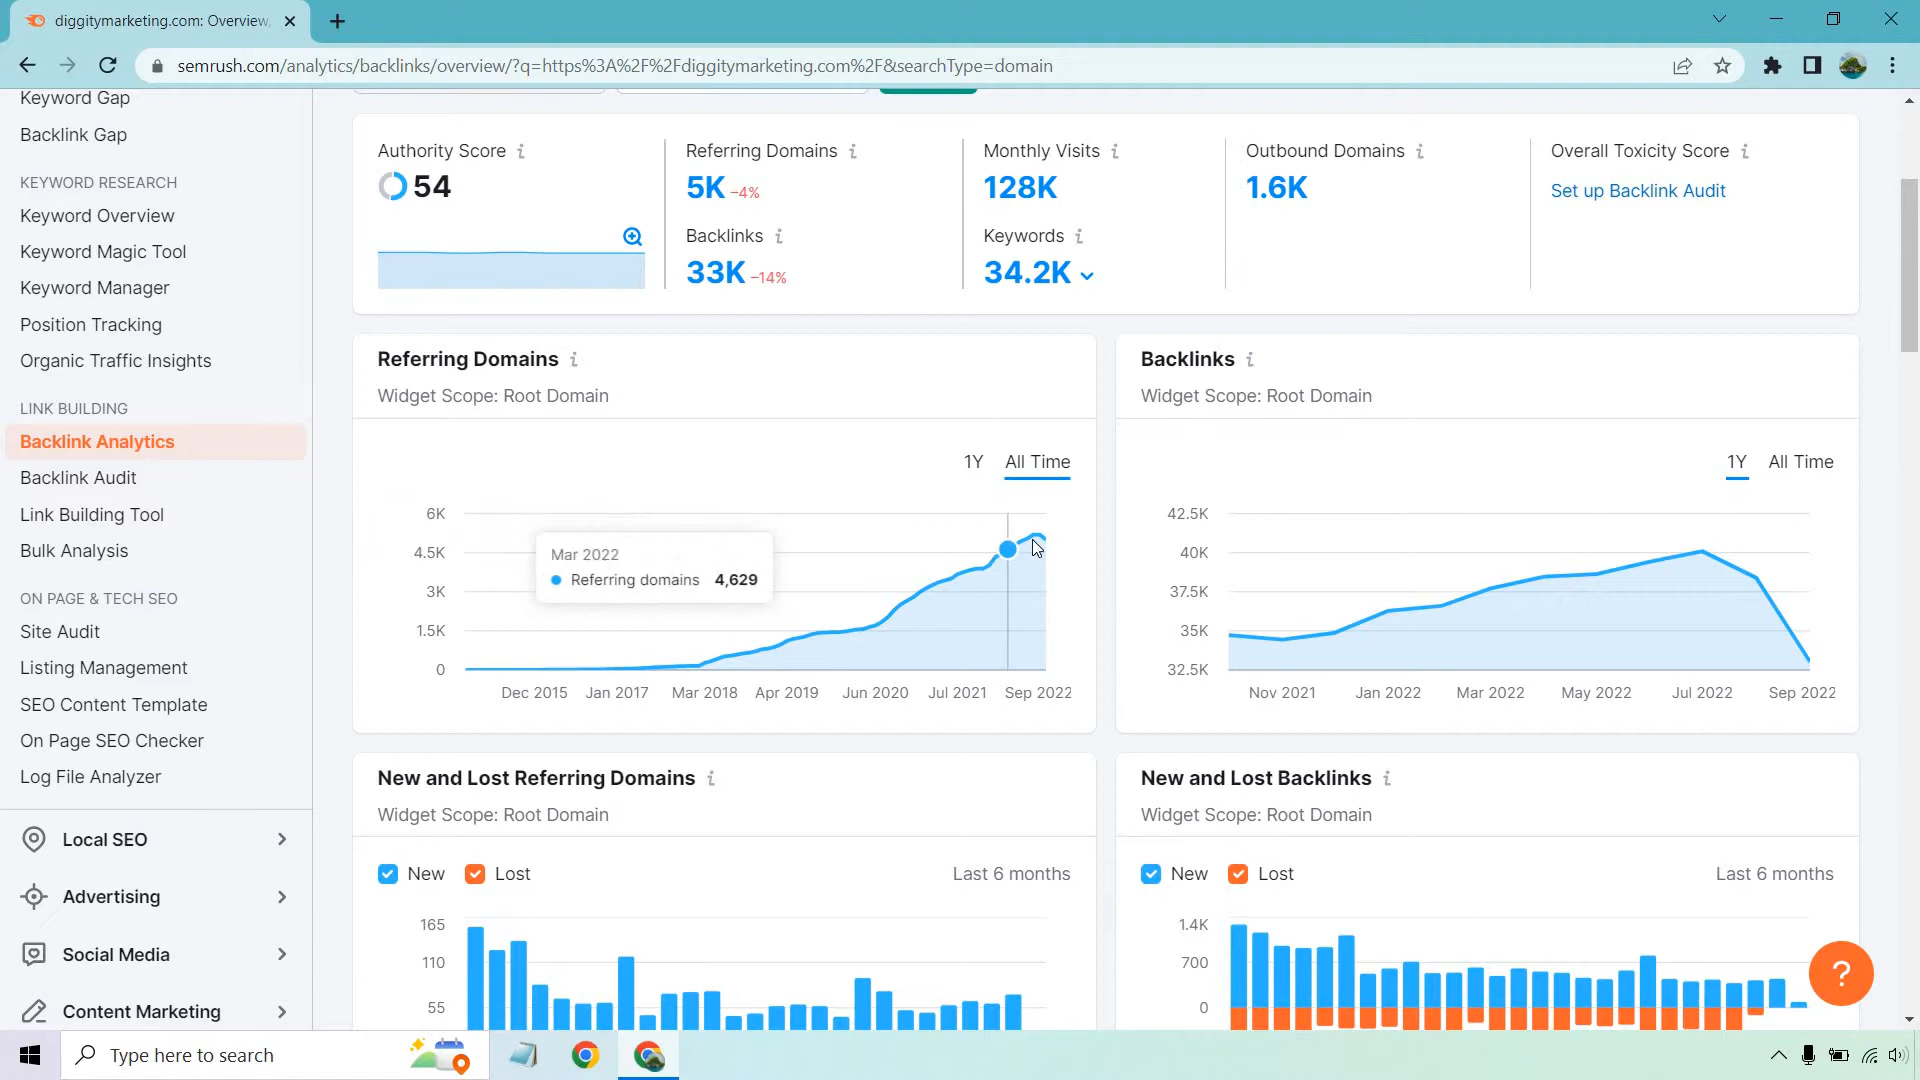 diggitymarketing.com: Overview,
semrush.com/analytics/backlinks/overview/?q=https%3A%2F%2Fdiggitymarketing.com%2F&searchType=domain
Keyword Gap
Backlink Gap
KEYWORD RESEARCH
Keyword Overview
Keyword Magic Tool
Keyword Manager
Position Tracking
Organic Traffic Insights
LINK BUILDING
Backlink Analytics
Backlink Audit
Link Building Tool
Bulk Analysis
ON PAGE & TECH SEO
Site Audit
Listing Management
SEO Content Template
On Page SEO Checker
Log File Analyzer
Local SEO
Advertising
Social Media
Content Marketing
Authority Score i
54
Referring Domains i
5K -4%
Backlinks i
33K -14%
Monthly Visits i
128K
Keywords i
34.2K
Outbound Domains i
1.6K
Overall Toxicity Score i
Set up Backlink Audit
Referring Domains i
Widget Scope: Root Domain
1Y All Time
6K
4.5K
3K
1.5K
0
Mar 2022
Referring domains 4,629
Dec 2015 Jan 2017 Mar 2018 Apr 2019 Jun 2020 Jul 2021 Sep 2022
Backlinks i
Widget Scope: Root Domain
1Y All Time
42.5K
40K
37.5K
35K
32.5K
Nov 2021 Jan 2022 Mar 2022 May 2022 Jul 2022 Sep 2022
New and Lost Referring Domains i
Widget Scope: Root Domain
New Lost Last 6 months
165
110
55
New and Lost Backlinks i
Widget Scope: Root Domain
New Lost Last 6 months
1.4K
700
0
?
Type here to search